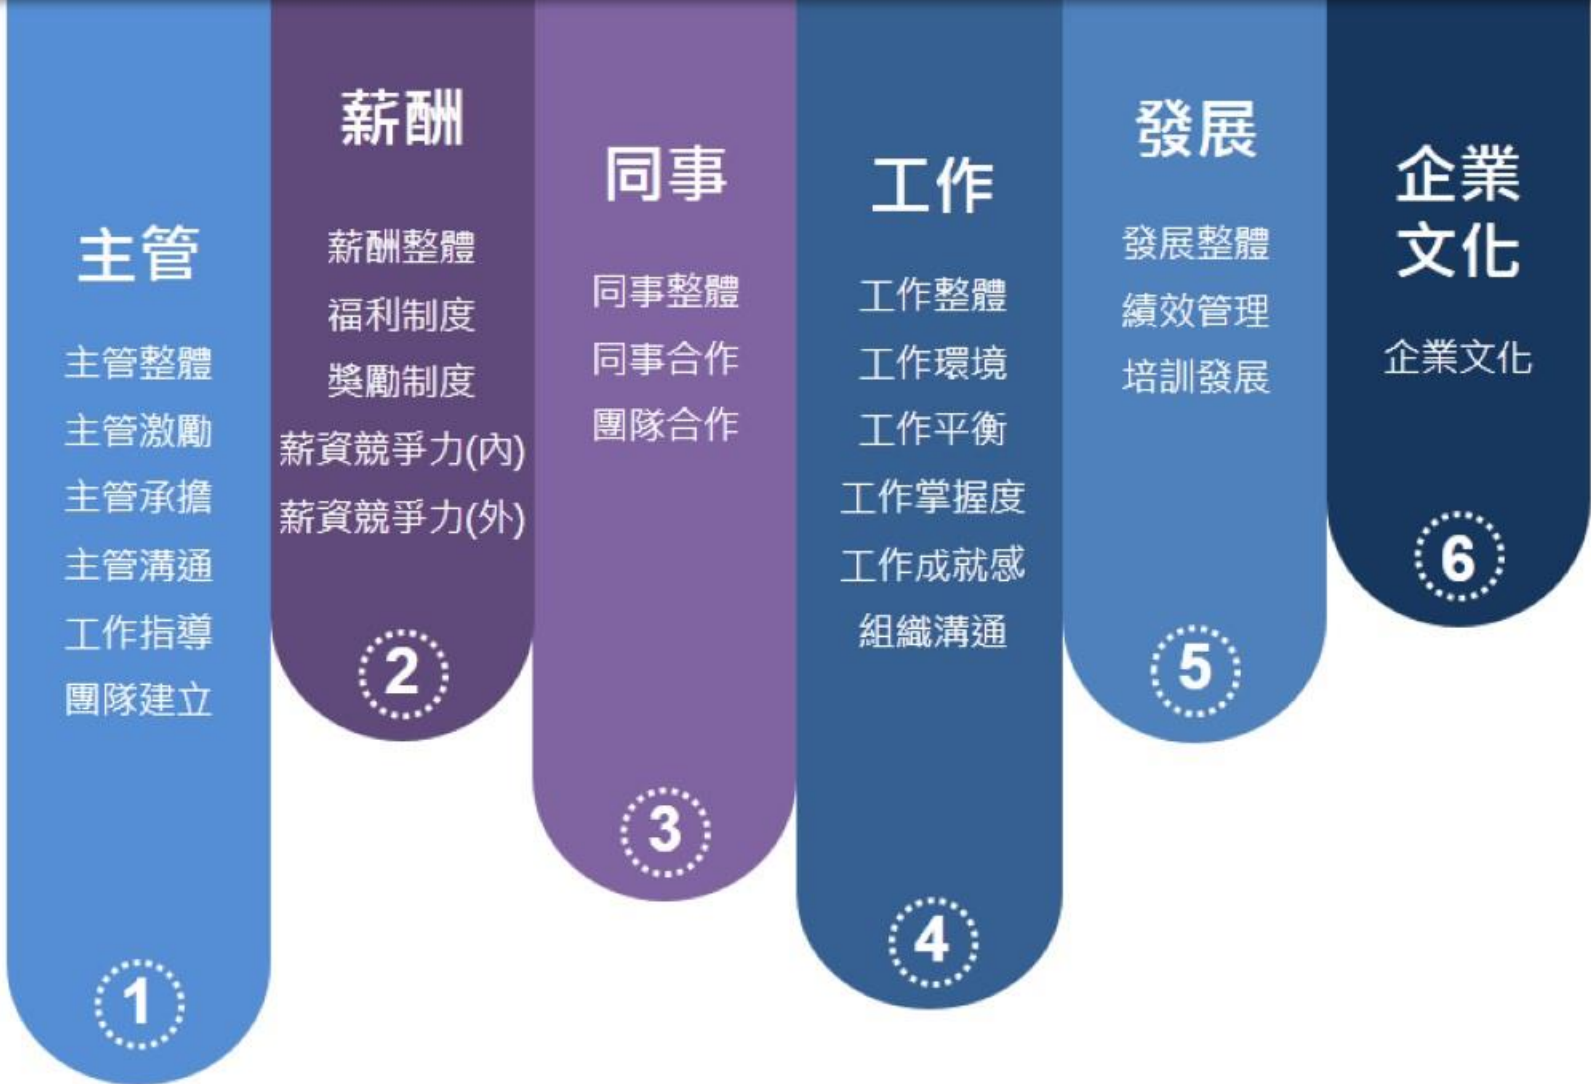 主管
主管整體
主管激勵
主管承擔
主管溝通
工作指導
團隊建立
1
薪酬
薪酬整體
福利制度
獎勵制度
薪資競爭力(內)
薪資競爭力(外)
2
同事
同事整體
同事合作
團隊合作
3
工作
工作整體
工作環境
工作平衡
工作掌握度
工作成就感
組織溝通
4
發展
發展整體
績效管理
培訓發展
5
企業
文化
企業文化
6